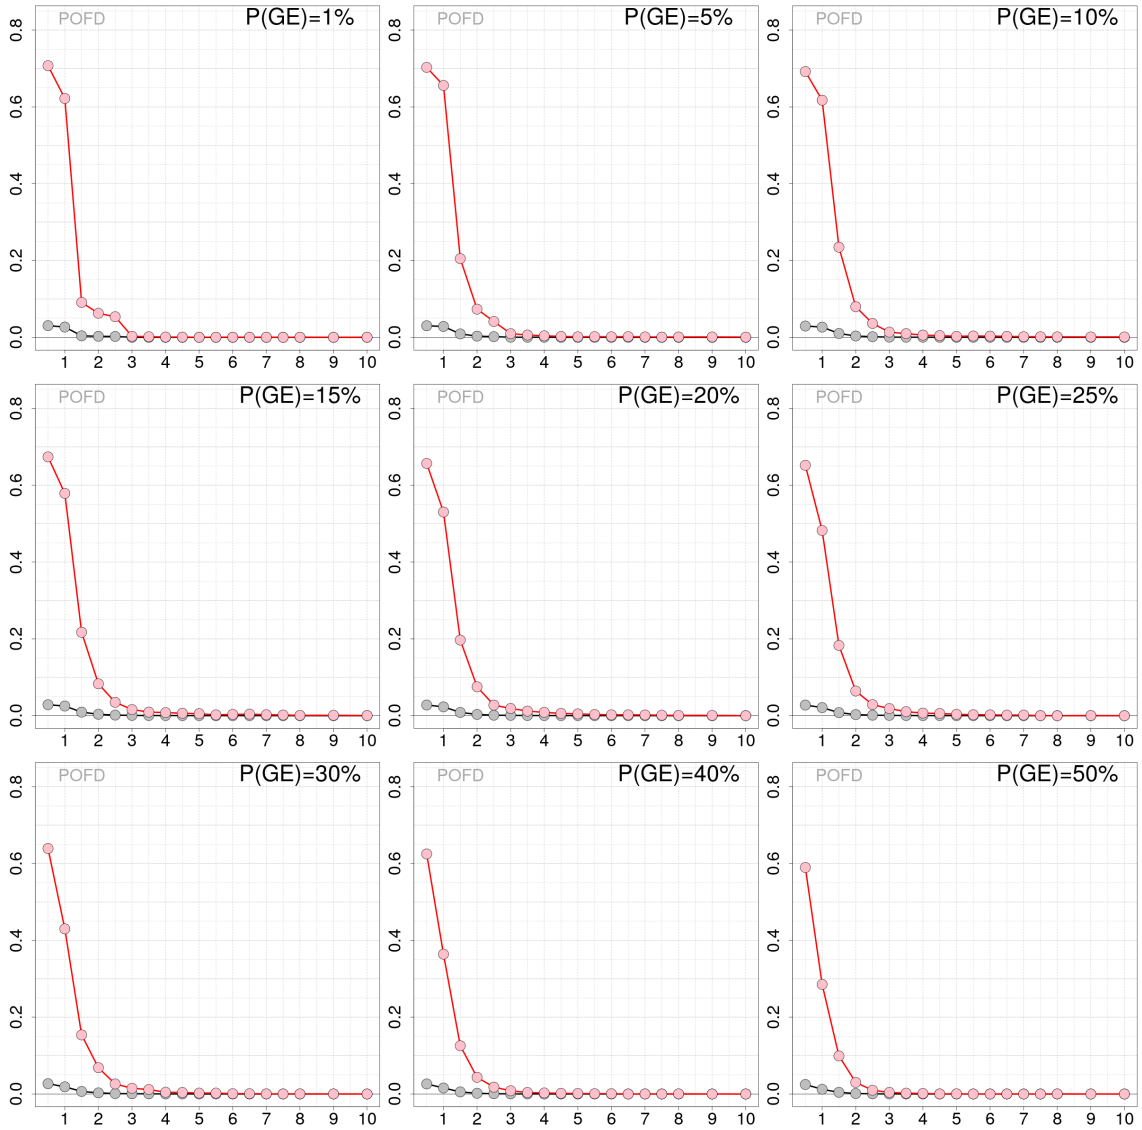 POFD P(GE)=1%
0.0 0.2 0.4 0.6 0.8
1 2 3 4 5 6 7 8 9 10
POFD P(GE)=5%
0.0 0.2 0.4 0.6 0.8
1 2 3 4 5 6 7 8 9 10
POFD P(GE)=10%
0.0 0.2 0.4 0.6 0.8
1 2 3 4 5 6 7 8 9 10
POFD P(GE)=15%
0.0 0.2 0.4 0.6 0.8
1 2 3 4 5 6 7 8 9 10
POFD P(GE)=20%
0.0 0.2 0.4 0.6 0.8
1 2 3 4 5 6 7 8 9 10
POFD P(GE)=25%
0.0 0.2 0.4 0.6 0.8
1 2 3 4 5 6 7 8 9 10
POFD P(GE)=30%
0.0 0.2 0.4 0.6 0.8
1 2 3 4 5 6 7 8 9 10
POFD P(GE)=40%
0.0 0.2 0.4 0.6 0.8
1 2 3 4 5 6 7 8 9 10
POFD P(GE)=50%
0.0 0.2 0.4 0.6 0.8
1 2 3 4 5 6 7 8 9 10